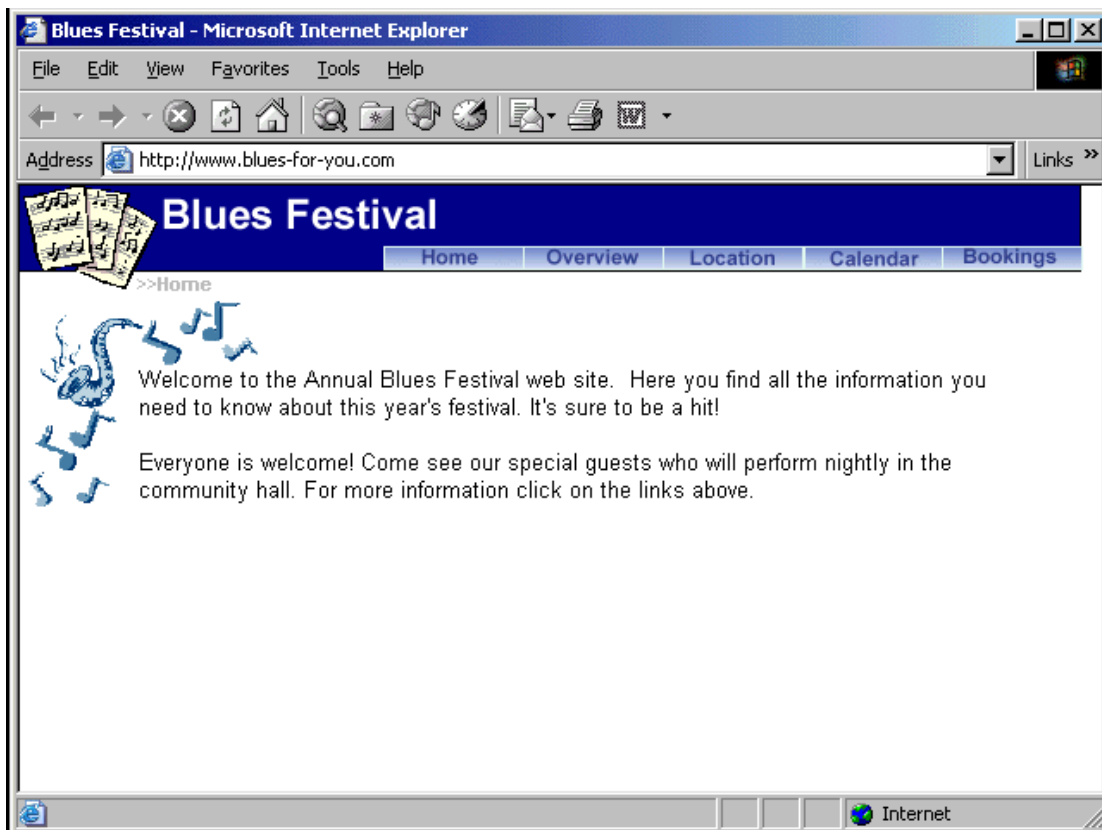 Blues Festival - Microsoft Internet Explorer
File Edit View Favorites Tools Help
Address http://www.blues-for-you.com Links »
Blues Festival
Home Overview Location Calendar Bookings
>>Home
Welcome to the Annual Blues Festival web site. Here you find all the information you
need to know about this year's festival. It's sure to be a hit!
Everyone is welcome! Come see our special guests who will perform nightly in the
community hall. For more information click on the links above.
Internet